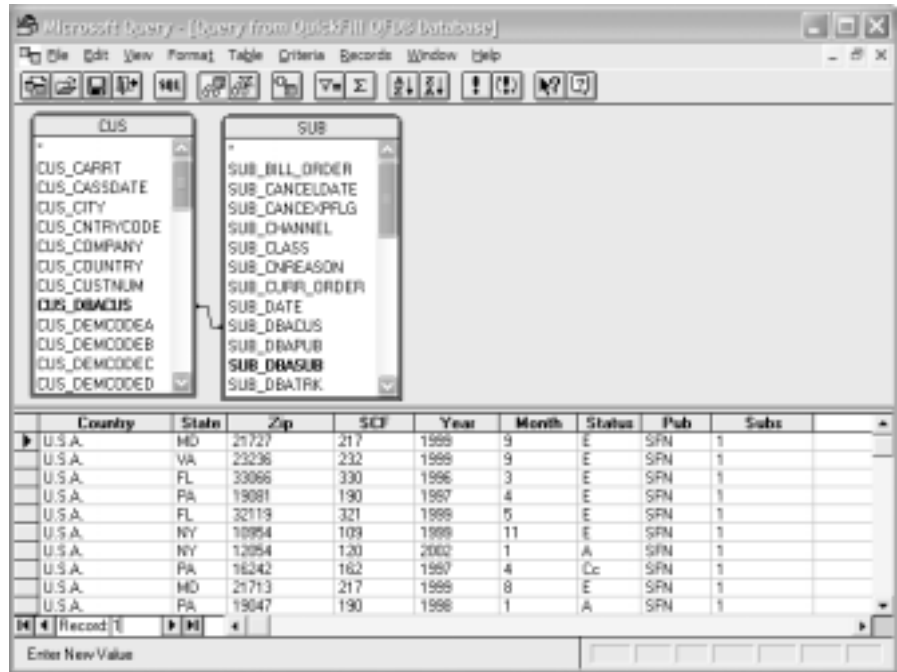 Microsoft Query - [Query from QuickFill QFUS Database]
File Edit View Format Table Criteria Records Window Help
SQL
CUS
*
CUS_CARRT
CUS_CASSDATE
CUS_CITY
CUS_CNTRYCODE
CUS_COMPANY
CUS_COUNTRY
CUS_CUSTNUM
CUS_DBACUS
CUS_DEMCODEA
CUS_DEMCODEB
CUS_DEMCODEC
CUS_DEMCODED
SUB
*
SUB_BILL_ORDER
SUB_CANCELDATE
SUB_CANCEXPFLG
SUB_CHANNEL
SUB_CLASS
SUB_CNREASON
SUB_CURR_ORDER
SUB_DATE
SUB_DBACUS
SUB_DBAPUB
SUB_DBASUB
SUB_DBATRK
Country State Zip SCF Year Month Status Pub Subs
U.S.A. MD 21727 217 1999 9 E SFN 1
U.S.A. VA 23236 232 1999 9 E SFN 1
U.S.A. FL 33066 330 1996 3 E SFN 1
U.S.A. PA 19081 190 1997 4 E SFN 1
U.S.A. FL 32119 321 1999 5 E SFN 1
U.S.A. NY 10954 109 1999 11 E SFN 1
U.S.A. NY 12054 120 2002 1 A SFN 1
U.S.A. PA 16242 162 1997 4 Cc SFN 1
U.S.A. MD 21713 217 1999 8 E SFN 1
U.S.A. PA 19047 190 1998 1 A SFN 1
Record: 1
Enter New Value